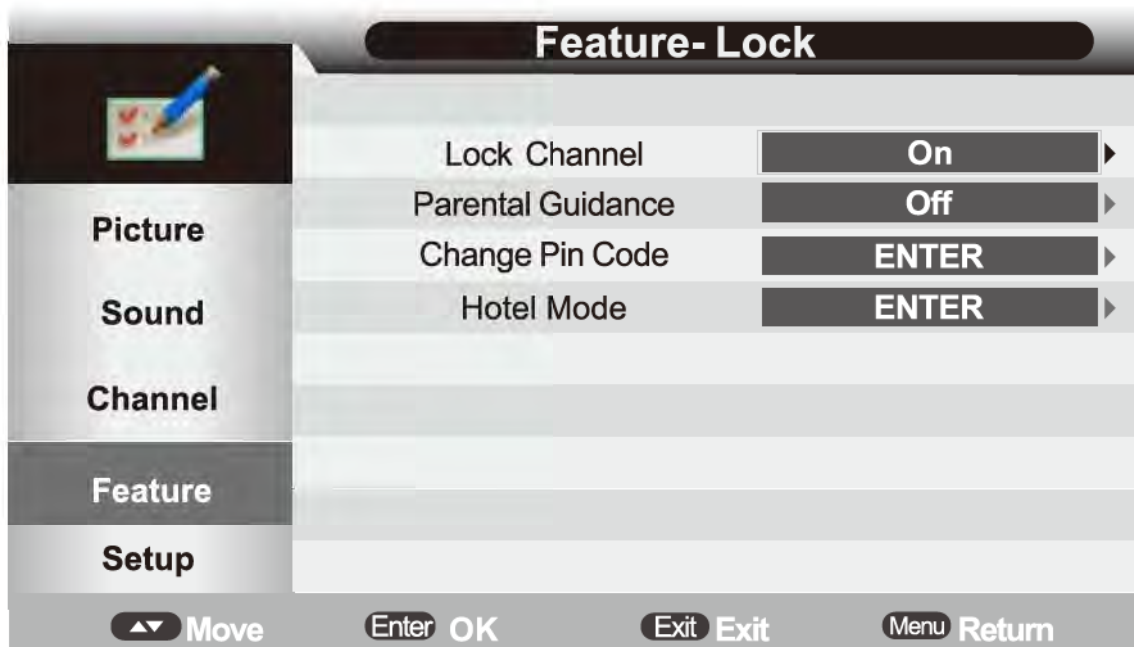 Feature- Lock
Lock Channel On
Parental Guidance Off
Change Pin Code ENTER
Hotel Mode ENTER
Picture
Sound
Channel
Feature
Setup
Move Enter OK Exit Exit Menu Return